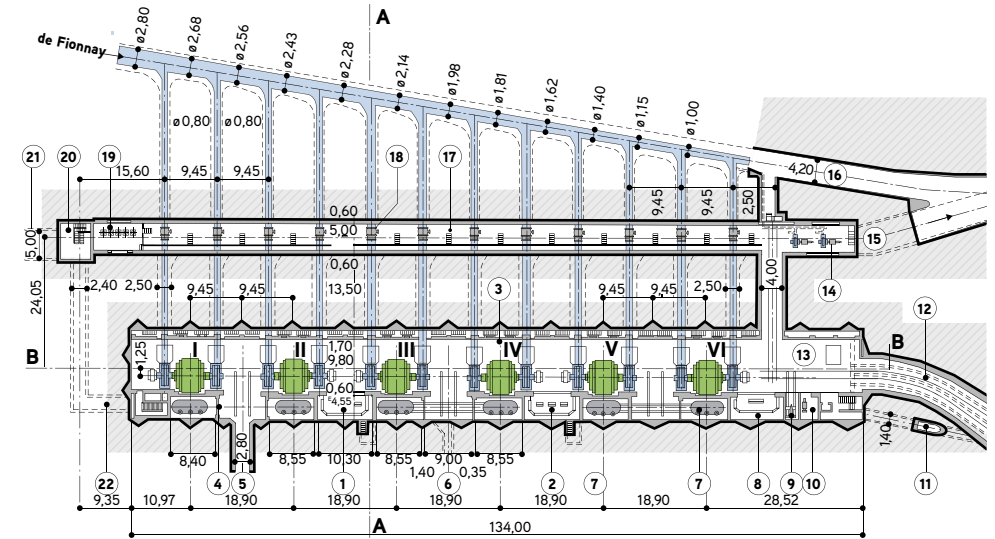 A
de Fionnay
ø2,80
ø2,68
ø2,56
ø2,43
ø2,28
ø2,14
ø1,98
ø1,81
ø1,62
ø1,40
ø1,15
ø1,00
ø0,80
ø0,80
21
20
19
18
17
16
15,60
9,45
9,45
9,45
9,45
2,50
4,20
0,60
5,00
5,00
15
14
24,05
2,40
2,50
9,45
9,45
0,60
13,50
3
9,45
9,45
2,50
4,00
12
B
B
1,25
I
II
III
IV
V
VI
13
1,70
9,80
0,60
4,55
2,80
8,40
8,55
10,30
8,55
9,00
8,55
1,40
0,35
1,40
22
4
5
1
6
2
7
7
8
9
10
11
9,35
10,97
18,90
18,90
18,90
18,90
18,90
28,52
A
134,00